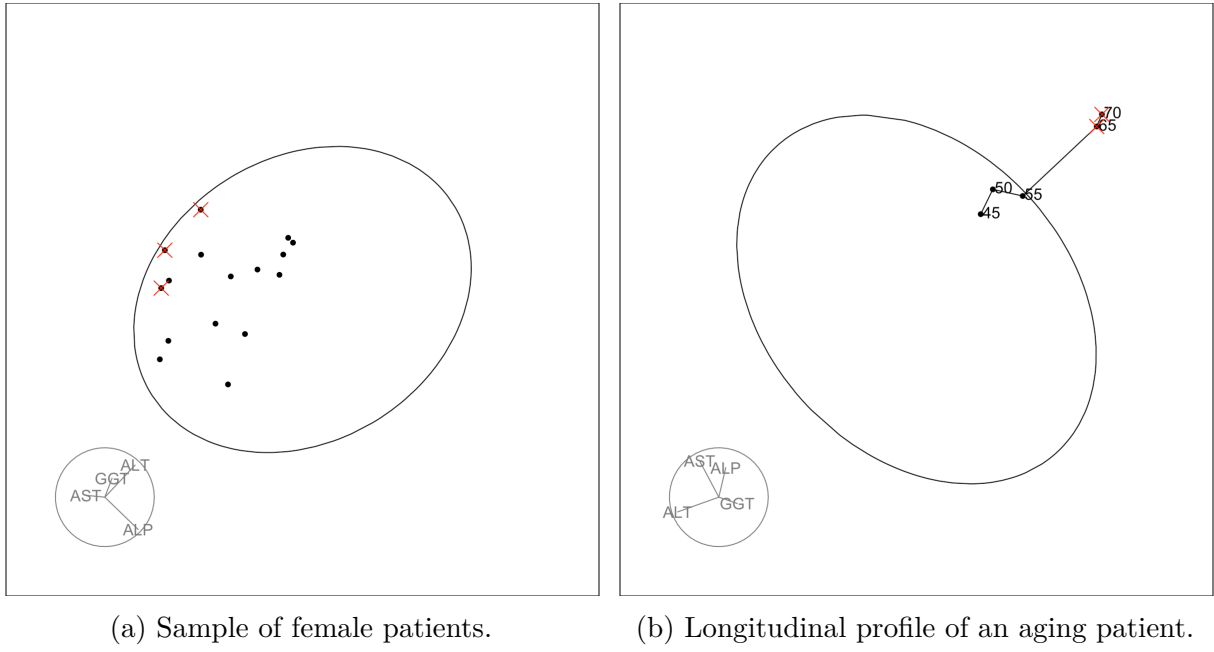 ALT
GGT
AST
ALP
(a) Sample of female patients.
70
65
50
55
45
AST
ALP
GGT
ALT
(b) Longitudinal profile of an aging patient.